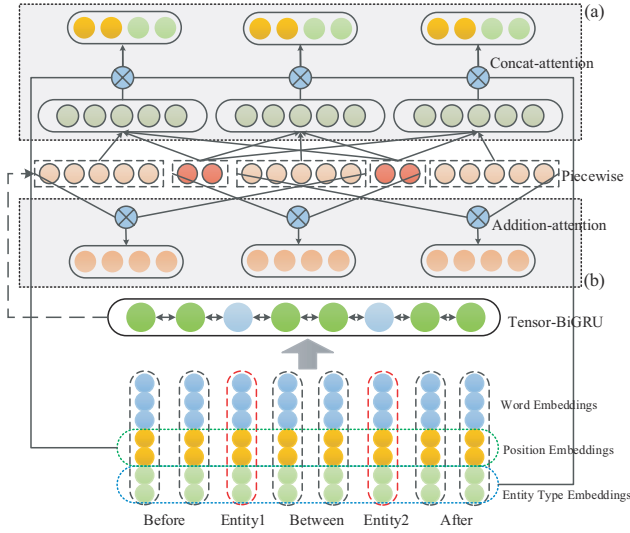 (a)
Concat-attention
Piecewise
Addition-attention
(b)
Tensor-BiGRU
Word Embeddings
Position Embeddings
Entity Type Embeddings
Before Entity1 Between Entity2 After